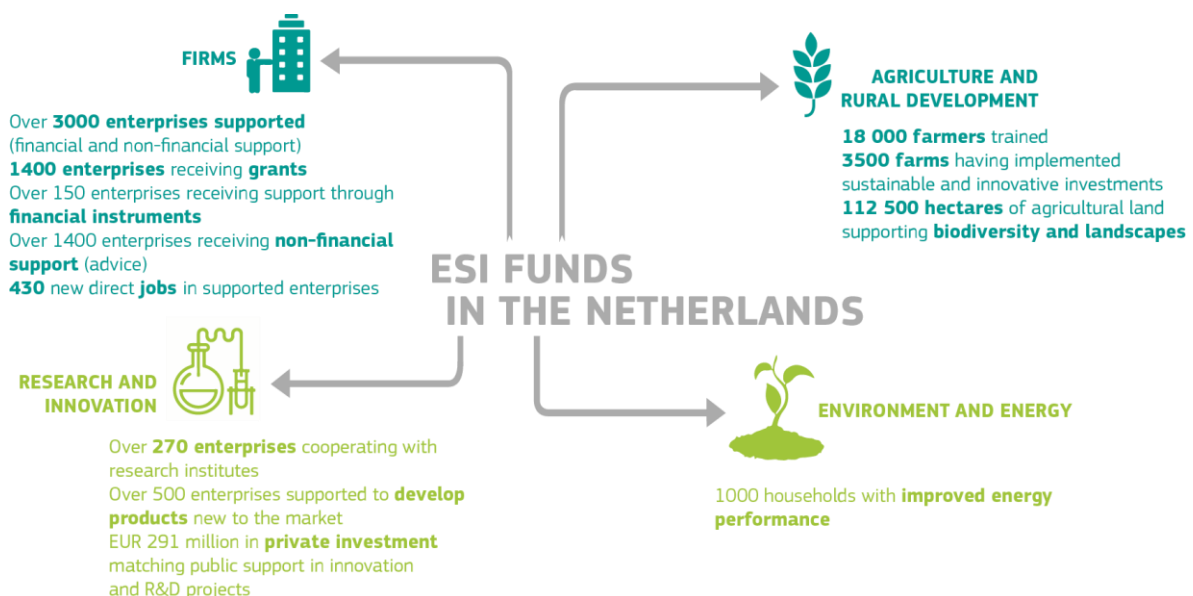 FIRMS
Over 3000 enterprises supported
(financial and non-financial support)
1400 enterprises receiving grants
Over 150 enterprises receiving support through
financial instruments
Over 1400 enterprises receiving non-financial
support (advice)
430 new direct jobs in supported enterprises
AGRICULTURE AND
RURAL DEVELOPMENT
18 000 farmers trained
3500 farms having implemented
sustainable and innovative investments
112 500 hectares of agricultural land
supporting biodiversity and landscapes
ESI FUNDS
IN THE NETHERLANDS
RESEARCH AND
INNOVATION
Over 270 enterprises cooperating with
research institutes
Over 500 enterprises supported to develop
products new to the market
EUR 291 million in private investment
matching public support in innovation
and R&D projects
ENVIRONMENT AND ENERGY
1000 households with improved energy
performance